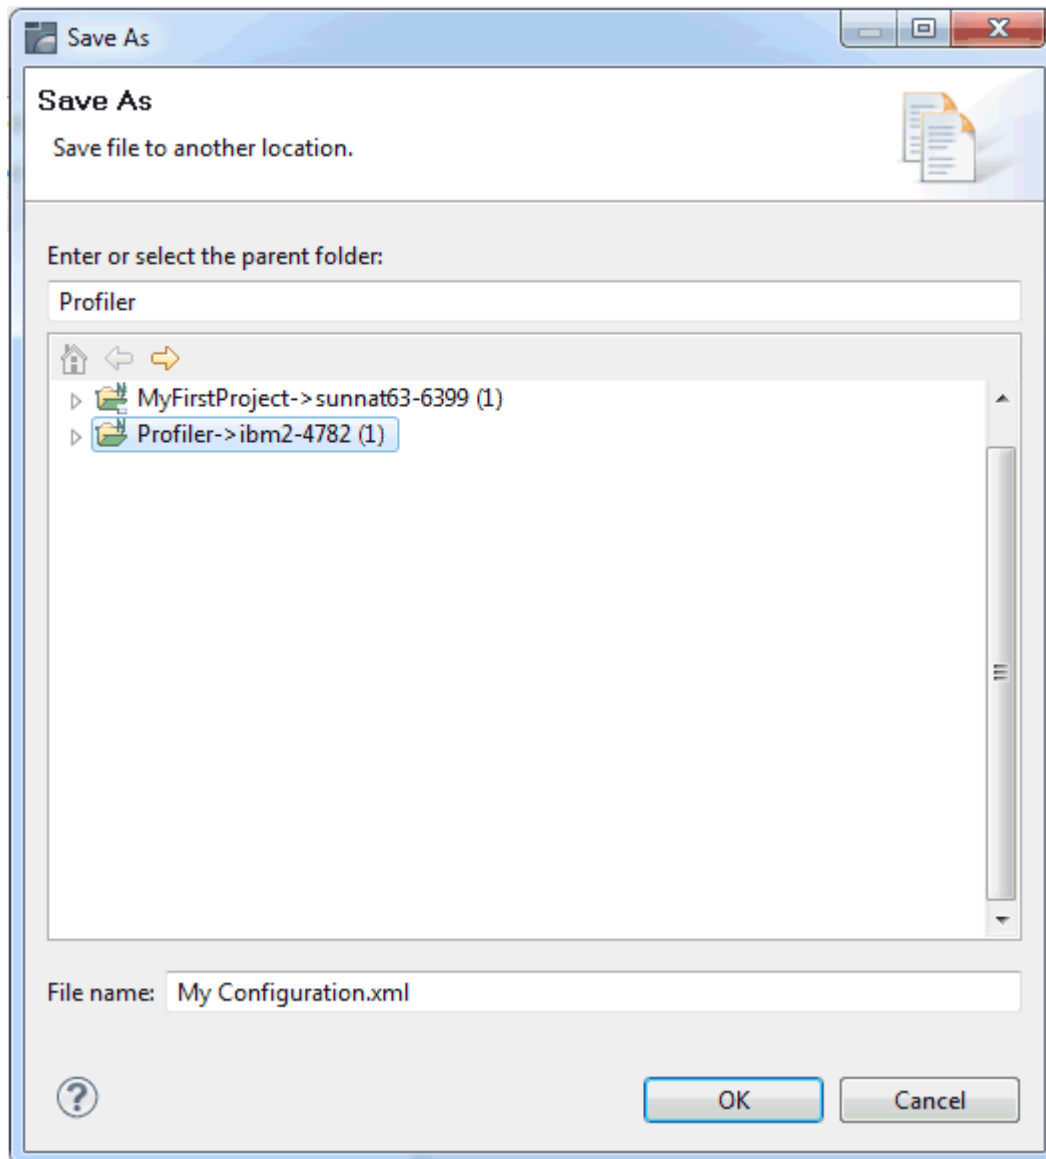 Save As
Save As
Save file to another location.
Enter or select the parent folder:
Profiler
MyFirstProject->sunnat63-6399 (1)
Profiler->ibm2-4782 (1)
File name: My Configuration.xml
? OK Cancel